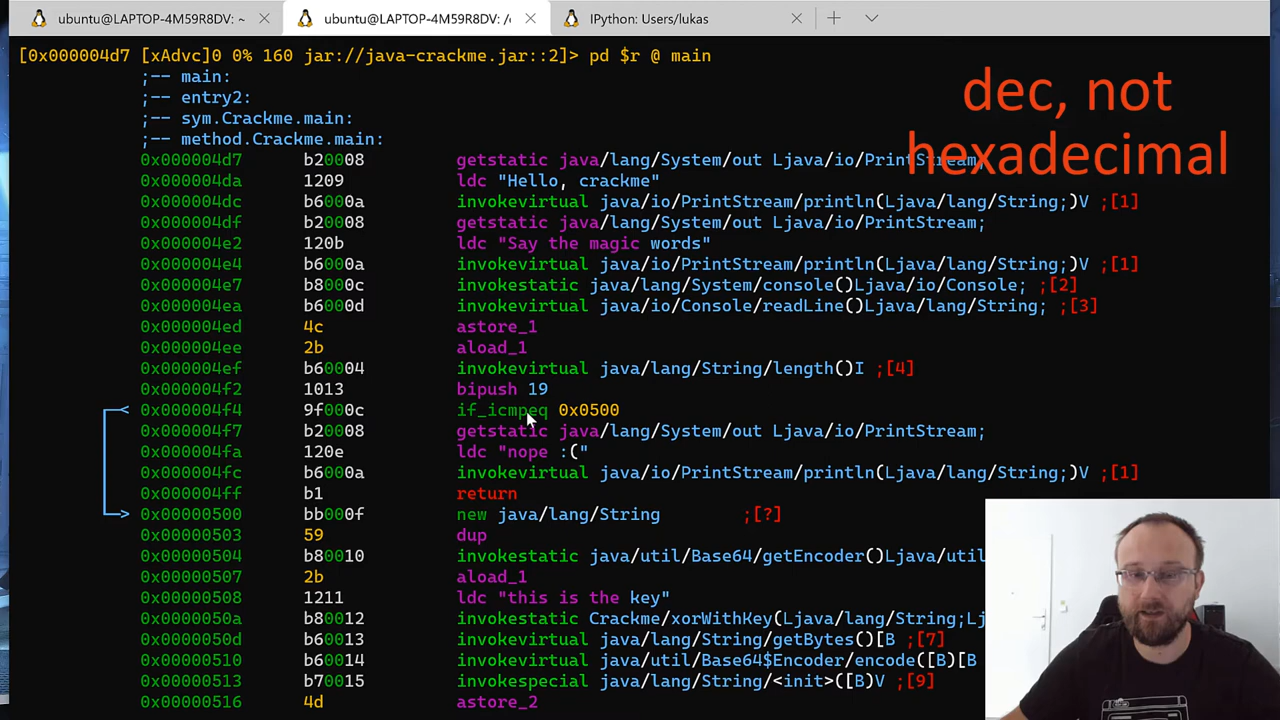 ubuntu@LAPTOP-4M59R8DV: ~
ubuntu@LAPTOP-4M59R8DV: /
IPython: Users/lukas
[0x000004d7 [xAdvc]0 0% 160 jar://java-crackme.jar::2]> pd $r @ main
;-- main:
;-- entry2:
;-- sym.Crackme.main:
;-- method.Crackme.main:
dec, not
hexadecimal
0x000004d7 b20008 getstatic java/lang/System/out Ljava/io/PrintStream;
0x000004da 1209 ldc "Hello, crackme"
0x000004dc b6000a invokevirtual java/io/PrintStream/println(Ljava/lang/String;)V ;[1]
0x000004df b20008 getstatic java/lang/System/out Ljava/io/PrintStream;
0x000004e2 120b ldc "Say the magic words"
0x000004e4 b6000a invokevirtual java/io/PrintStream/println(Ljava/lang/String;)V ;[1]
0x000004e7 b8000c invokestatic java/lang/System/console()Ljava/io/Console; ;[2]
0x000004ea b6000d invokevirtual java/io/Console/readLine()Ljava/lang/String; ;[3]
0x000004ed 4c astore_1
0x000004ee 2b aload_1
0x000004ef b60004 invokevirtual java/lang/String/length()I ;[4]
0x000004f2 1013 bipush 19
0x000004f4 9f000c if_icmpeq 0x0500
0x000004f7 b20008 getstatic java/lang/System/out Ljava/io/PrintStream;
0x000004fa 120e ldc "nope :("
0x000004fc b6000a invokevirtual java/io/PrintStream/println(Ljava/lang/String;)V ;[1]
0x000004ff b1 return
0x00000500 bb000f new java/lang/String ;[?]
0x00000503 59 dup
0x00000504 b80010 invokestatic java/util/Base64/getEncoder()Ljava/util
0x00000507 2b aload_1
0x00000508 1211 ldc "this is the key"
0x0000050a b80012 invokestatic Crackme/xorWithKey(Ljava/lang/String;Lj
0x0000050d b60013 invokevirtual java/lang/String/getBytes()[B ;[7]
0x00000510 b60014 invokevirtual java/util/Base64$Encoder/encode([B)[B
0x00000513 b70015 invokespecial java/lang/String/<init>([B)V ;[9]
0x00000516 4d astore_2